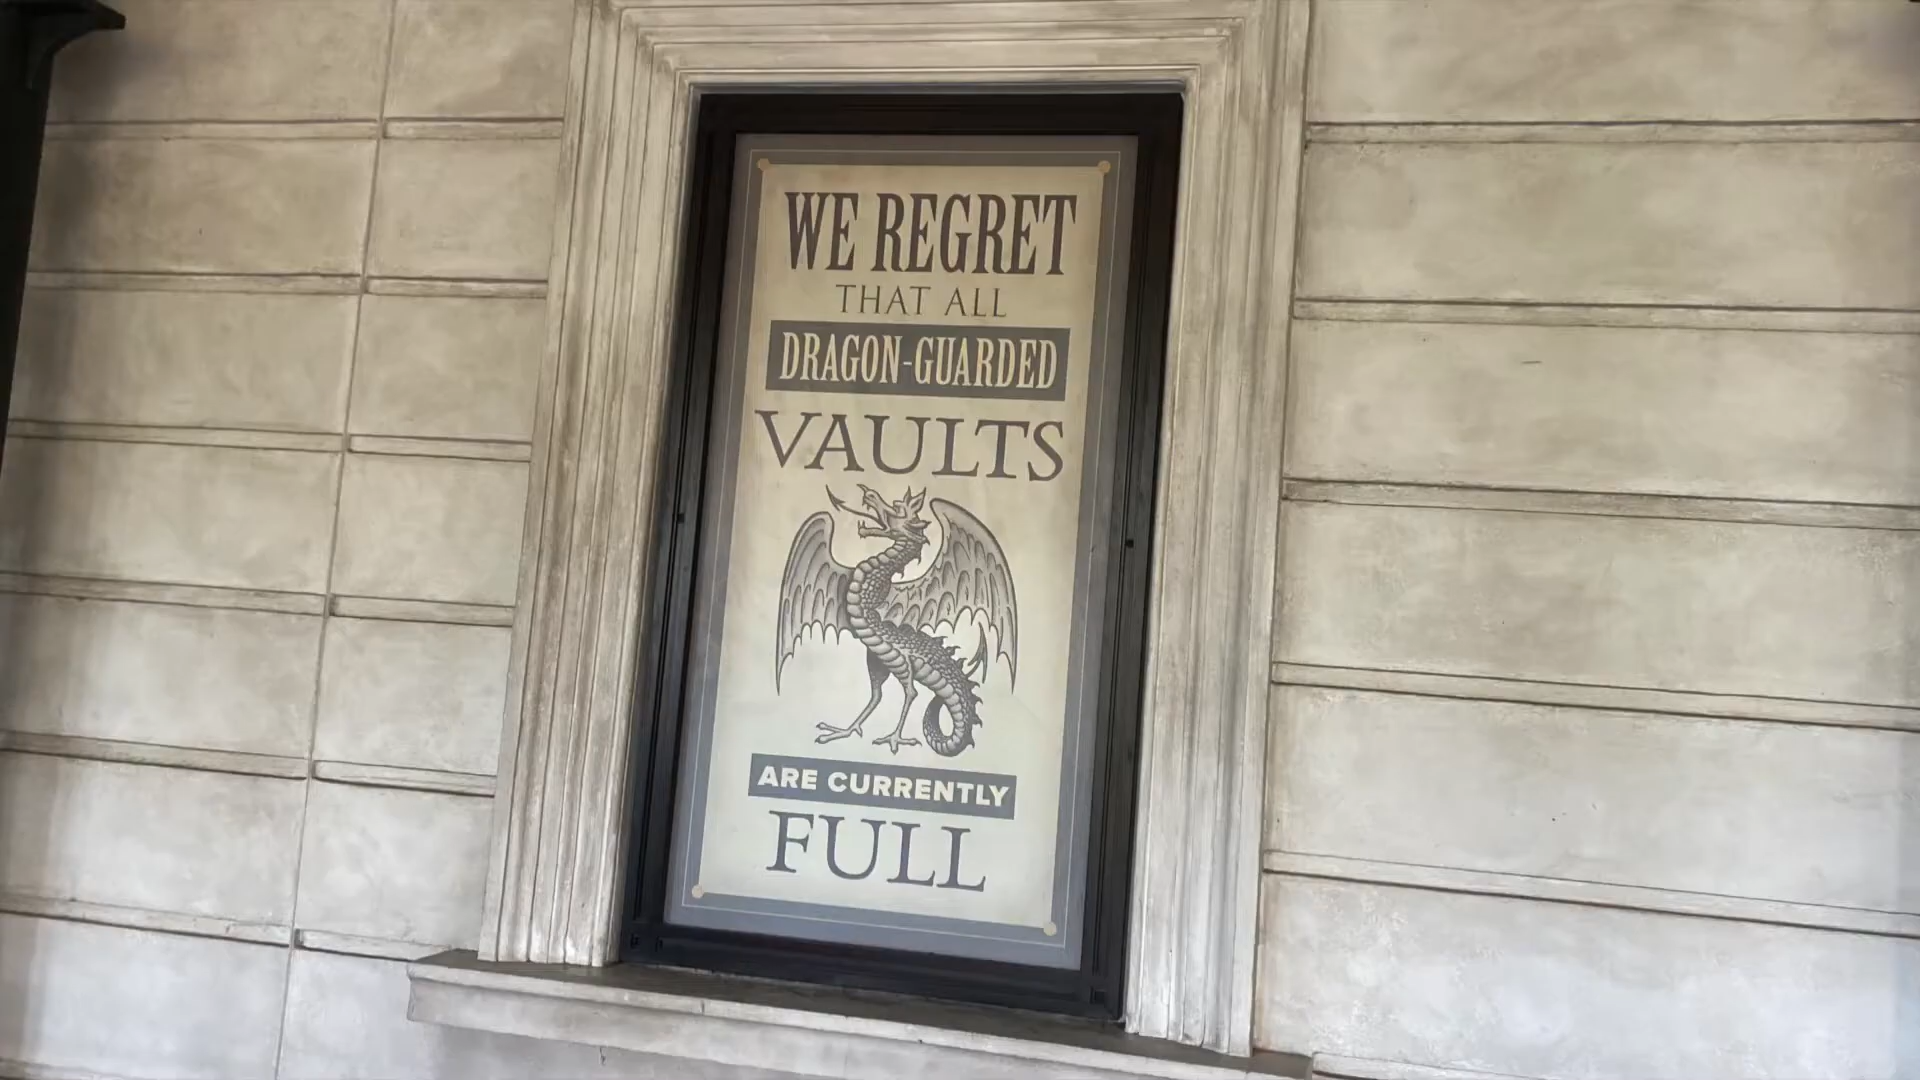 WE REGRET
THAT ALL
DRAGON-GUARDED
VAULTS
ARE CURRENTLY
FULL